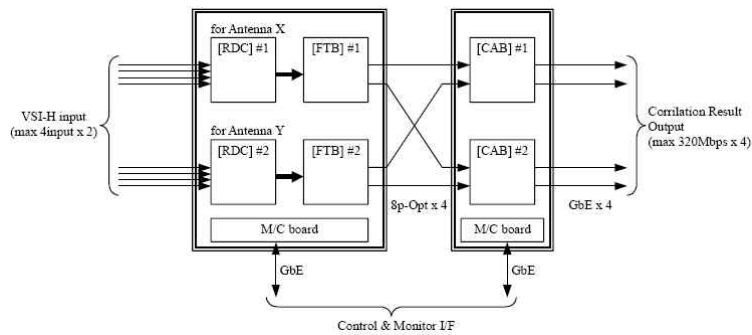 for Antenna X
[RDC] #1
[FTB] #1
[CAB] #1
VSI-H input
(max 4input x 2)
for Antenna Y
[RDC] #2
[FTB] #2
[CAB] #2
Corrilation Result
Output
(max 320Mbps x 4)
8p-Opt x 4
GbE x 4
M/C board
M/C board
GbE
GbE
Control & Monitor I/F